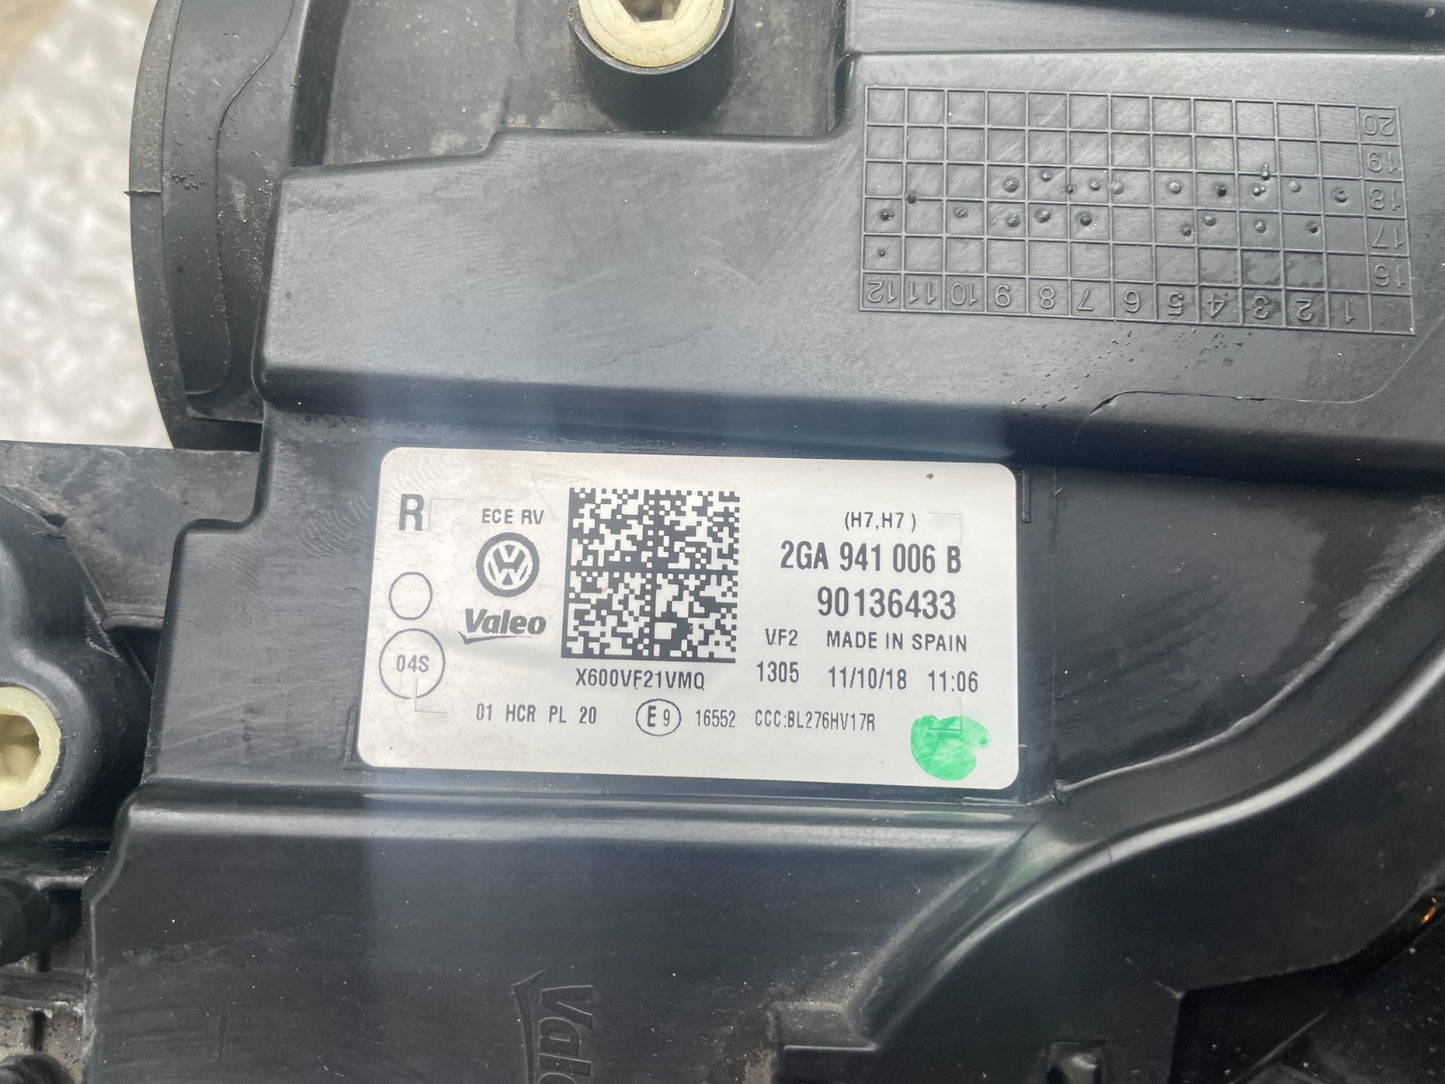 20
19
18
17
16
12 11 10 9 8 7 6 5 4 3 2 1
R
ECE RV
(H7,H7 )
2GA 941 006 B
Valeo
90136433
04S
VF2 MADE IN SPAIN
X600VF21VMQ
1305 11/10/18 11:06
01 HCR PL 20
E9 16552 CCC:BL276HV17R
Valeo